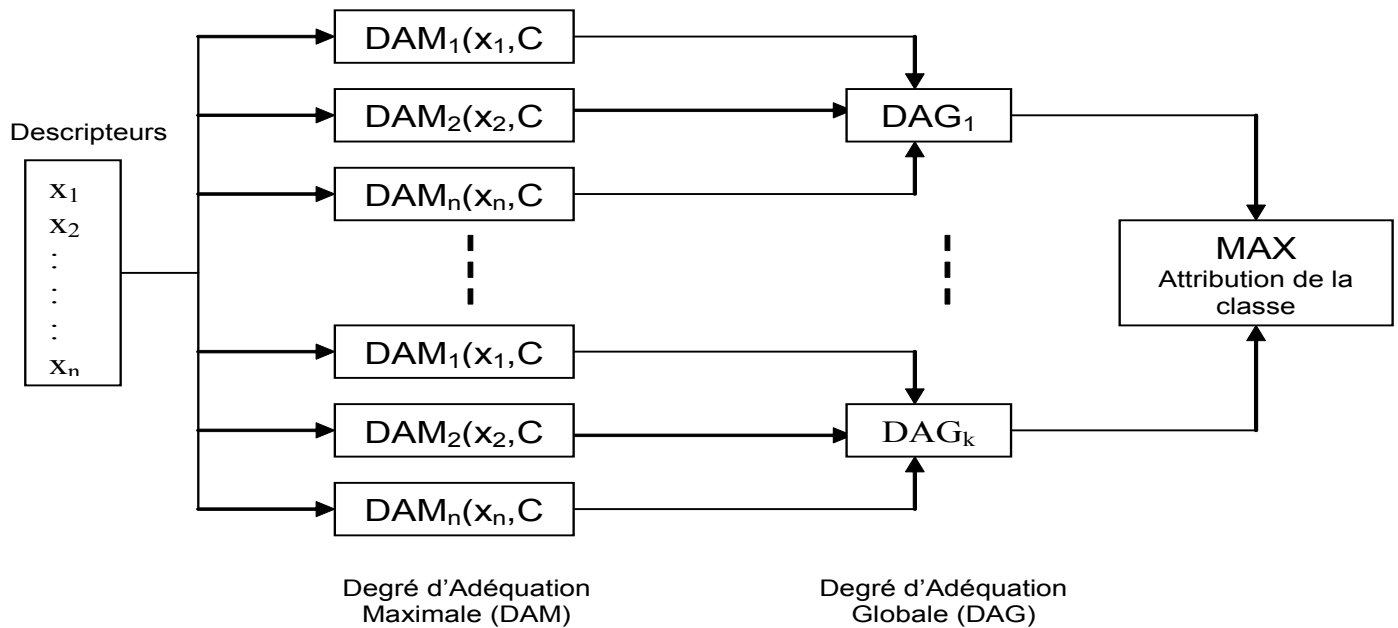 Descripteurs
x₁
x₂
⋮
⋮
xₙ
DAM₁(x₁,C
DAM₂(x₂,C
DAMₙ(xₙ,C
DAM₁(x₁,C
DAM₂(x₂,C
DAMₙ(xₙ,C
Degré d'Adéquation
Maximale (DAM)
DAG₁
DAGₖ
Degré d'Adéquation
Globale (DAG)
MAX
Attribution de la
classe